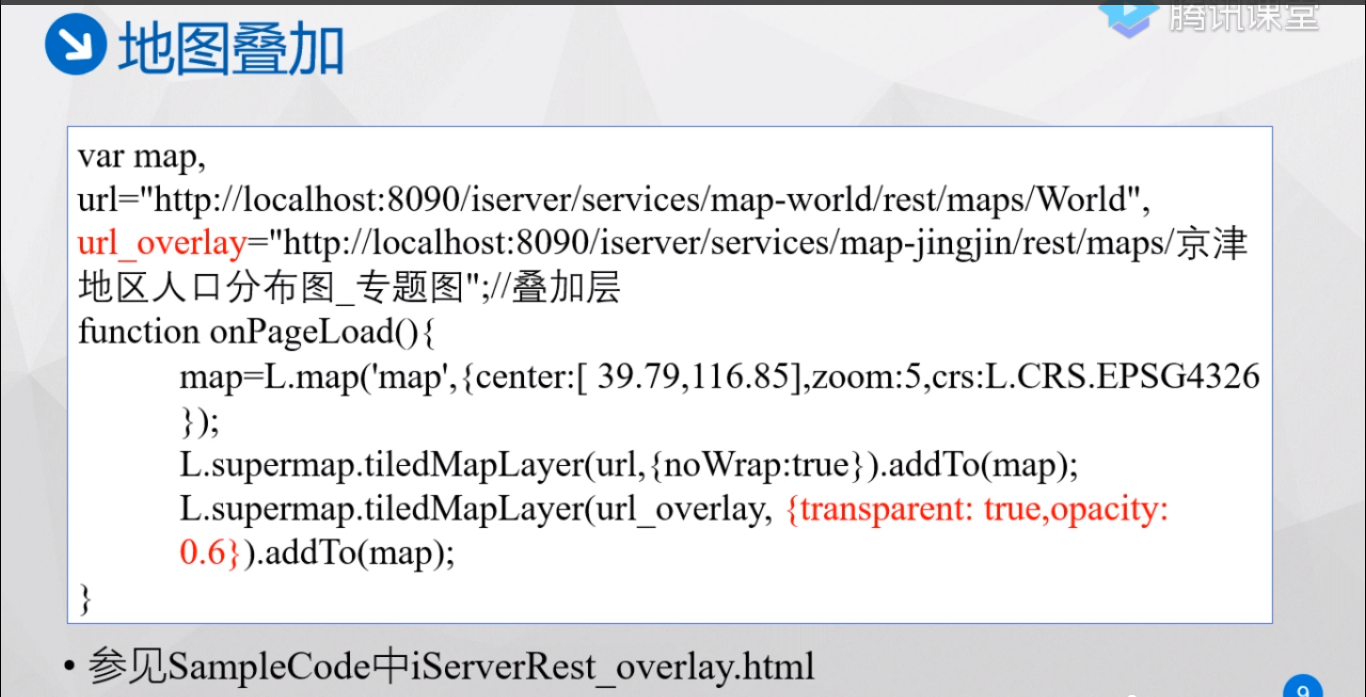 腾讯课堂
地图叠加
var map,
url="http://localhost:8090/iserver/services/map-world/rest/maps/World",
url_overlay="http://localhost:8090/iserver/services/map-jingjin/rest/maps/京津
地区人口分布图_专题图";//叠加层
function onPageLoad(){
map=L.map('map',{center:[ 39.79,116.85],zoom:5,crs:L.CRS.EPSG4326
});
L.supermap.tiledMapLayer(url,{noWrap:true}).addTo(map);
L.supermap.tiledMapLayer(url_overlay, {transparent: true,opacity:
0.6}).addTo(map);
}
• 参见SampleCode中iServerRest_overlay.html
9